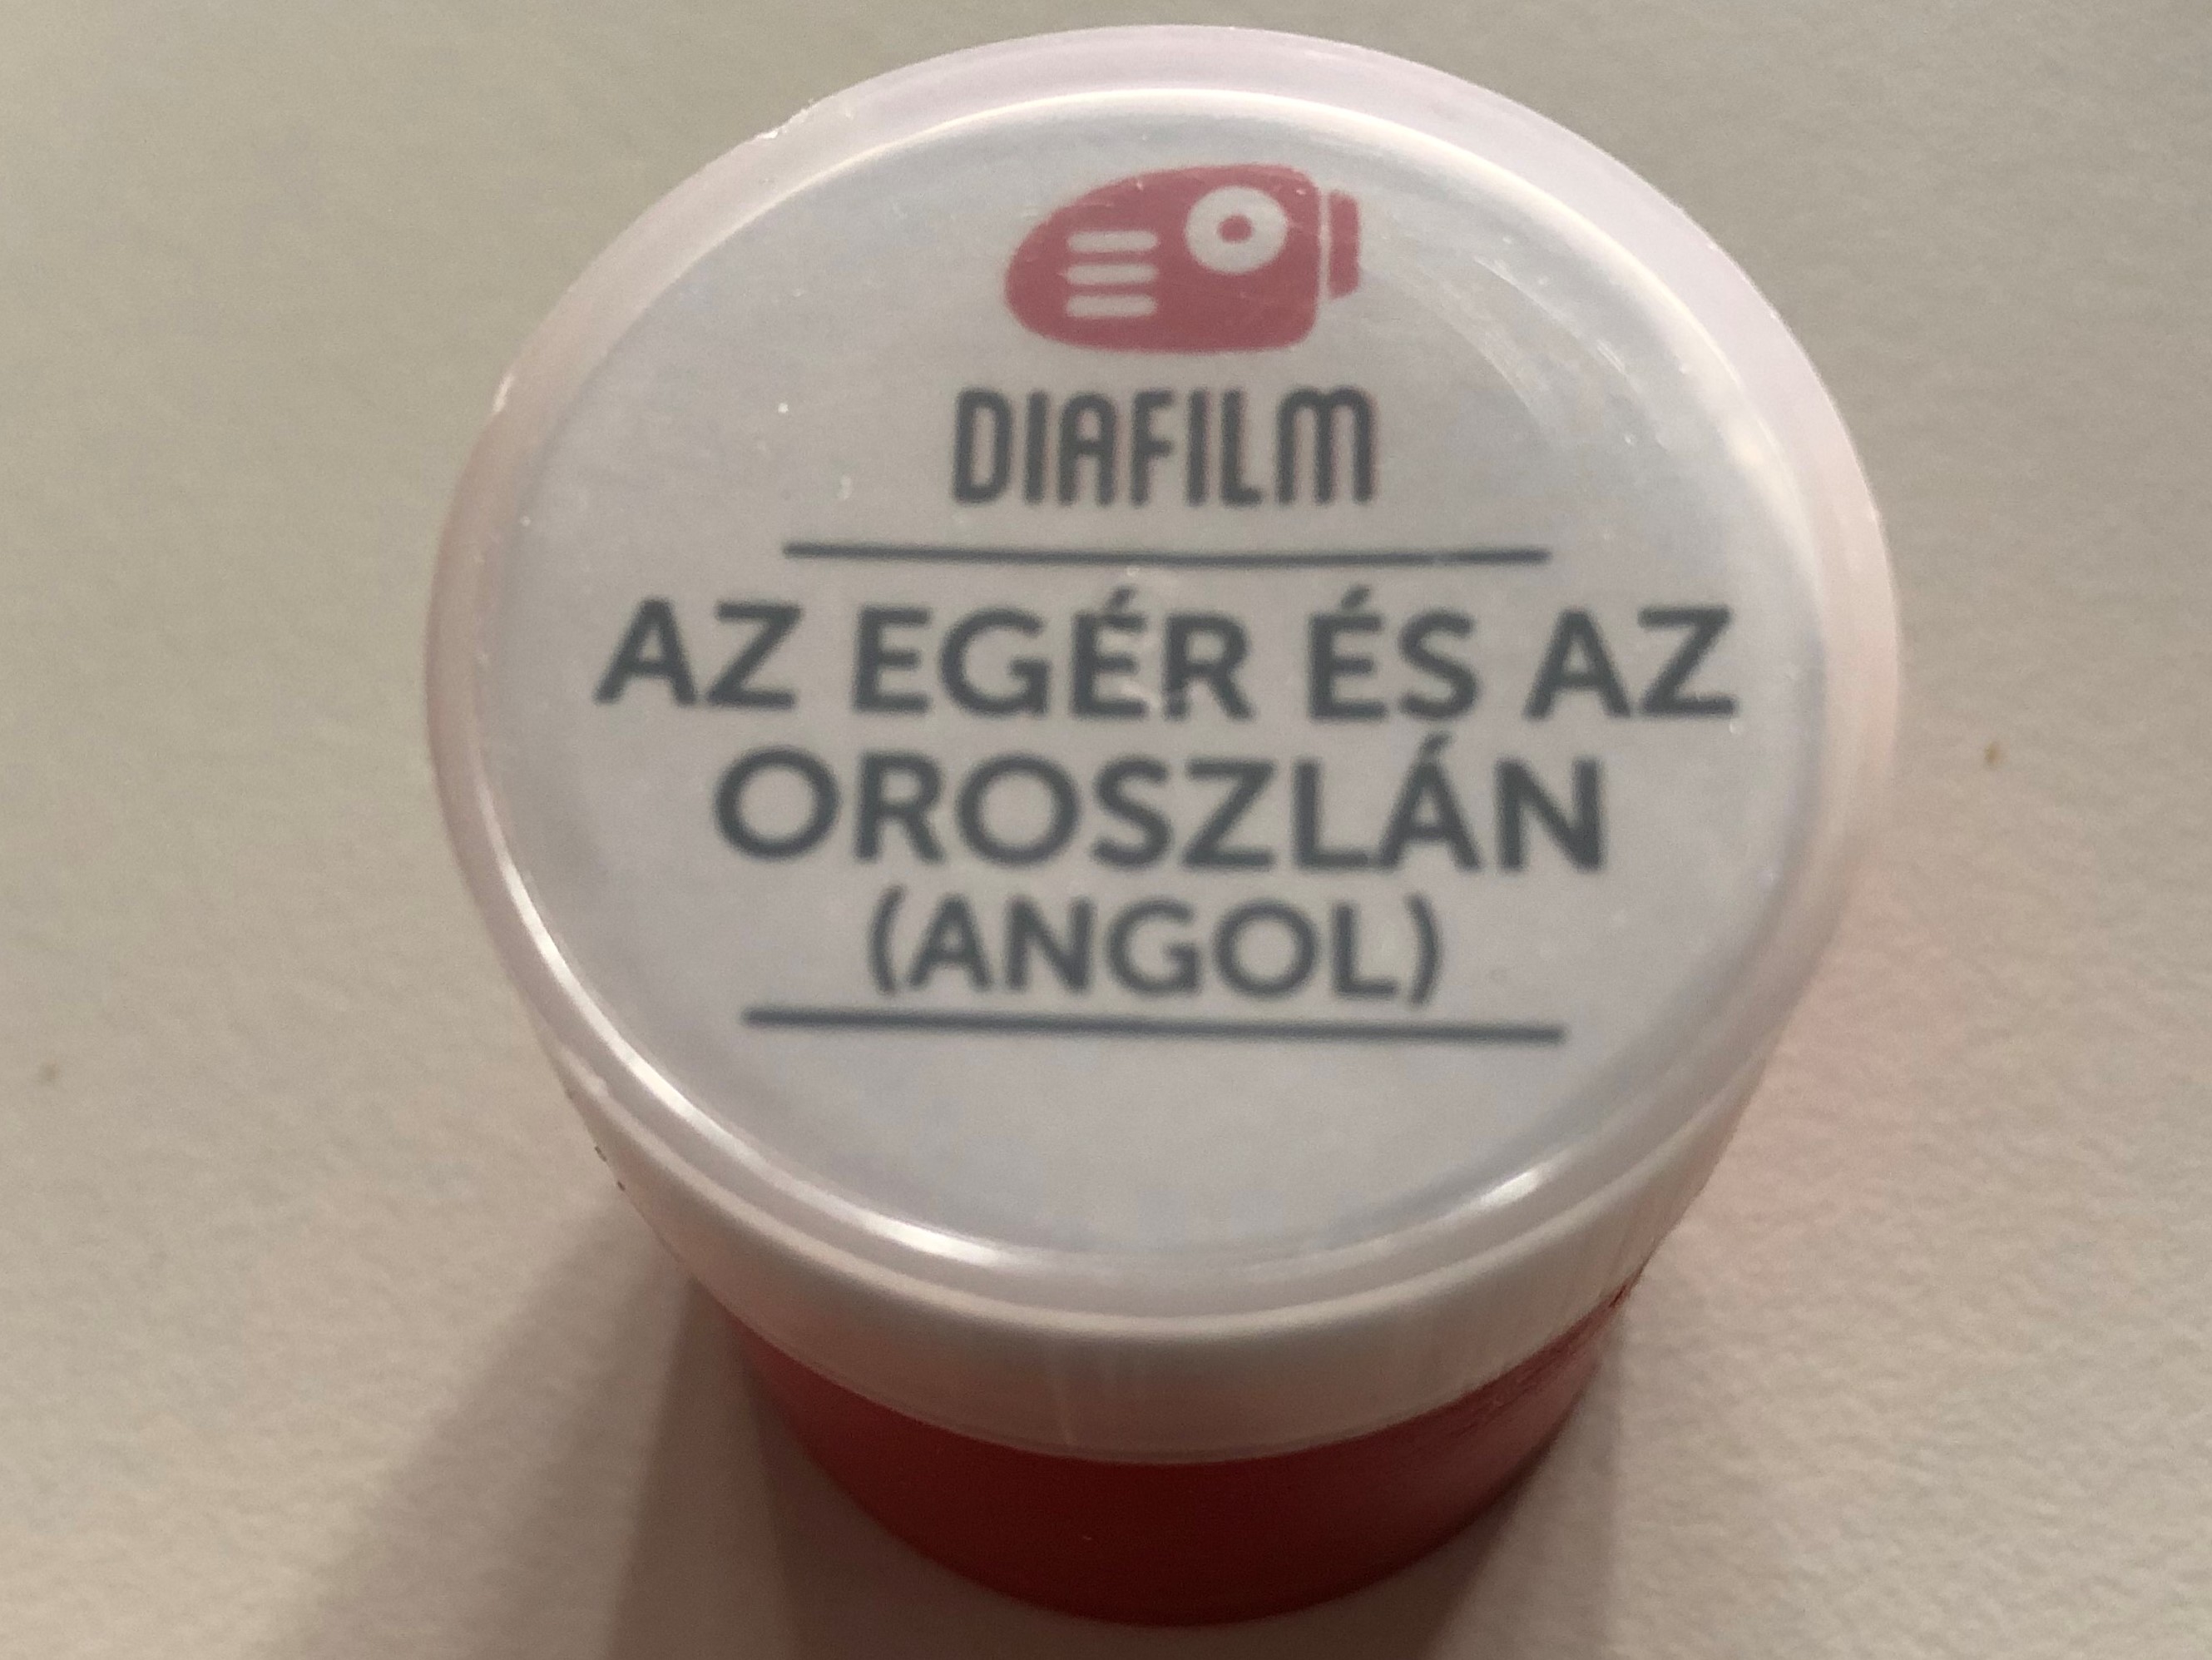 DIAFILM
AZ EGÉR ÉS AZ
OROSZLÁN
(ANGOL)